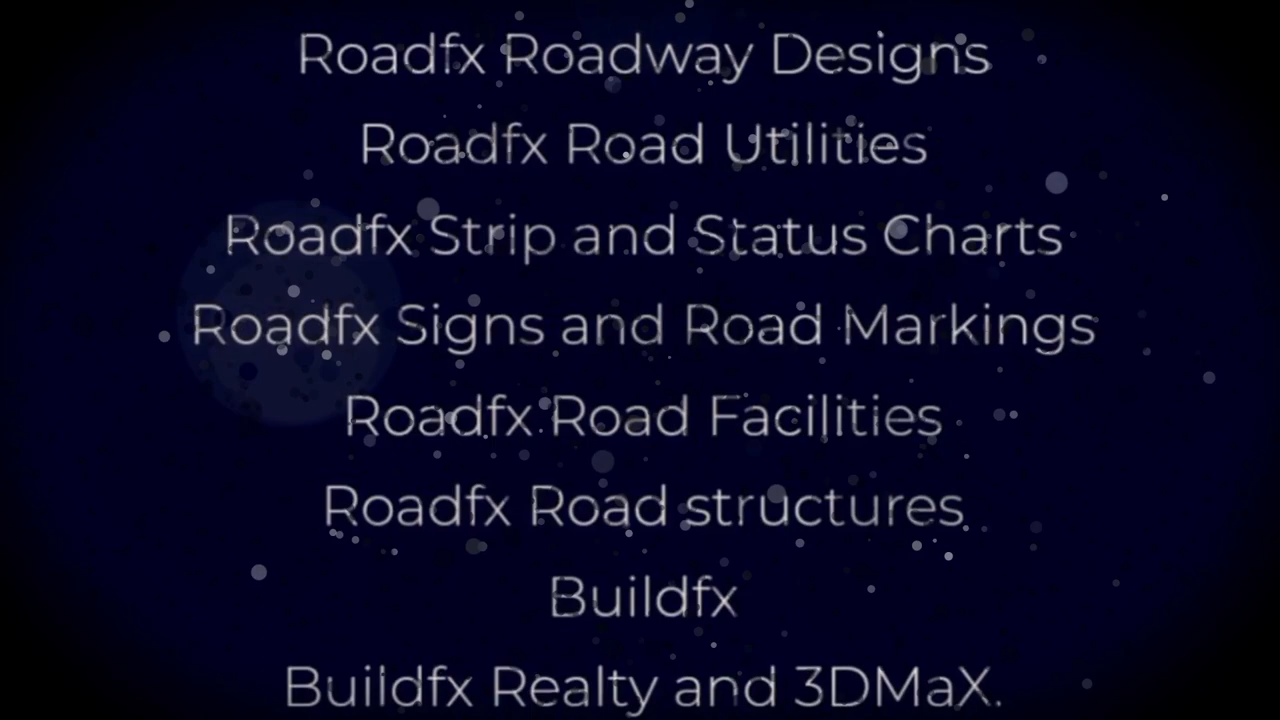 Roadfx Roadway Designs
Roadfx Road Utilities
Roadfx Strip and Status Charts
Roadfx Signs and Road Markings
Roadfx Road Facilities
Roadfx Road structures
Buildfx
Buildfx Realty and 3DMaX.